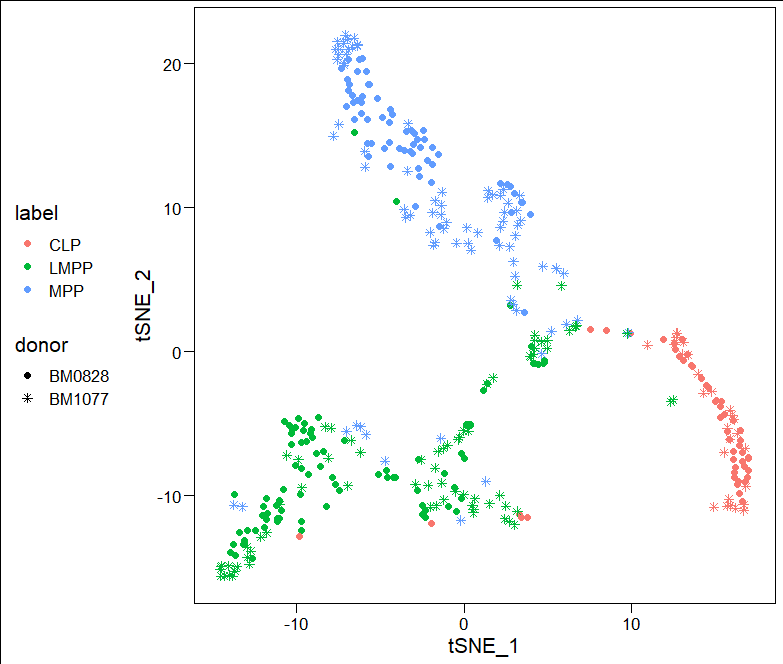 label
CLP
LMPP
MPP
donor
BM0828
BM1077
tSNE_2
20
10
0
-10
-10
0
10
tSNE_1